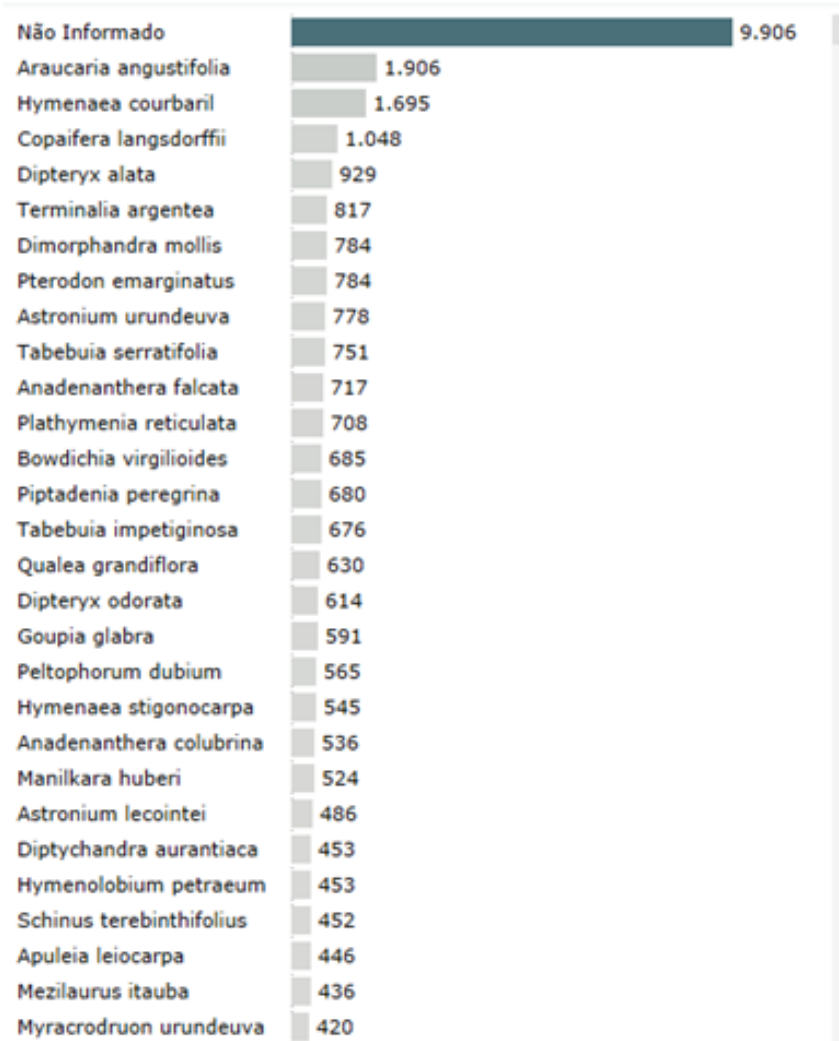 Não Informado 9.906
Araucaria angustifolia 1.906
Hymenaea courbaril 1.695
Copaifera langsdorffii 1.048
Dipteryx alata 929
Terminalia argentea 817
Dimorphandra mollis 784
Pterodon emarginatus 784
Astronium urundeuva 778
Tabebuia serratifolia 751
Anadenanthera falcata 717
Plathymenia reticulata 708
Bowdichia virgilioides 685
Piptadenia peregrina 680
Tabebuia impetiginosa 676
Qualea grandiflora 630
Dipteryx odorata 614
Goupia glabra 591
Peltophorum dubium 565
Hymenaea stigonocarpa 545
Anadenanthera colubrina 536
Manilkara huberi 524
Astronium lecointei 486
Diptychandra aurantiaca 453
Hymenolobium petraeum 453
Schinus terebinthifolius 452
Apuleia leiocarpa 446
Mezilaurus itauba 436
Myracrodruon urundeuva 420